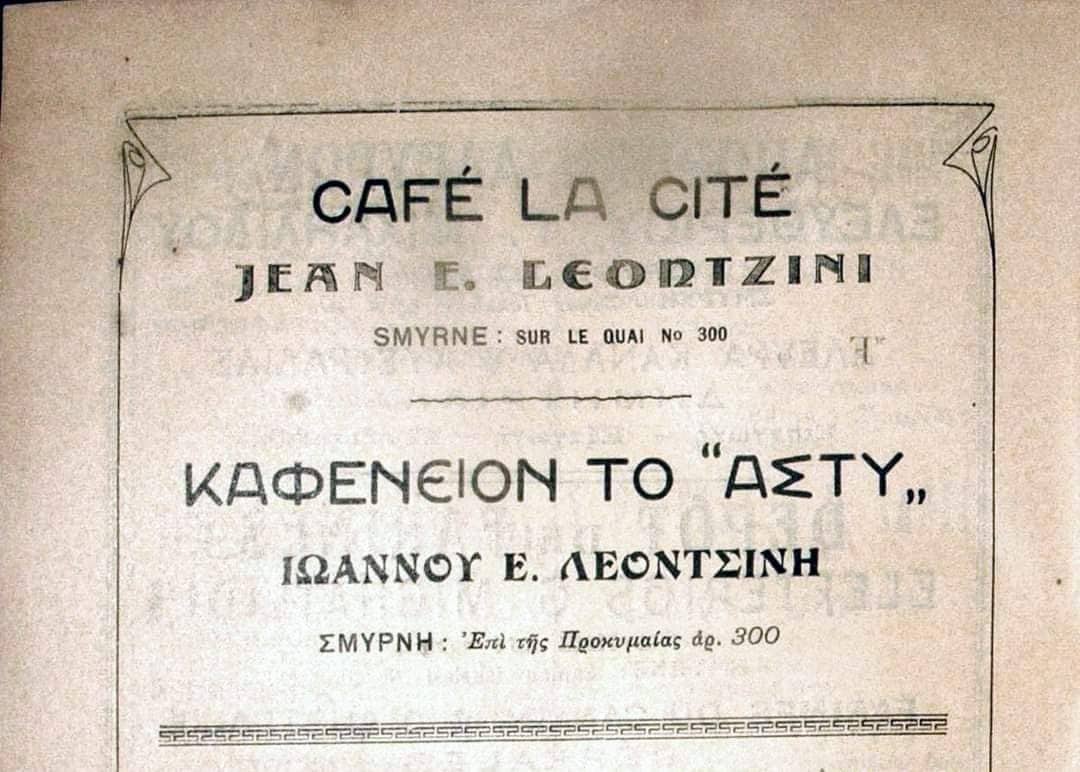 CAFÉ LA CITÉ
JEAN E. LEONTZINI
SMYRNE : SUR LE QUAI No 300
ΚΑΦΕΝΕΙΟΝ ΤΟ “ΑΣΤΥ„
ΙΩΑΝΝΟΥ Ε. ΛΕΟΝΤΣΙΝΗ
ΣΜΥΡΝΗ : Ἐπὶ τῆς Προκυμαίας ἀρ. 300